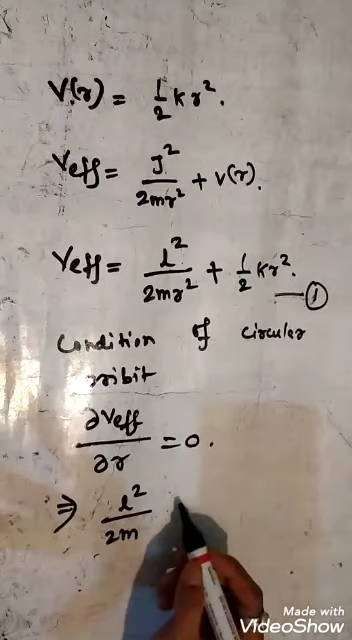 V(r) = 1/2 kr².
Veff = J²/2mr² + v(r).
Veff = l²/2mr² + 1/2 kr². —①
Condition of circular
oribit
∂Veff/∂r = 0.
⇒ l²/2m
Made with
VideoShow